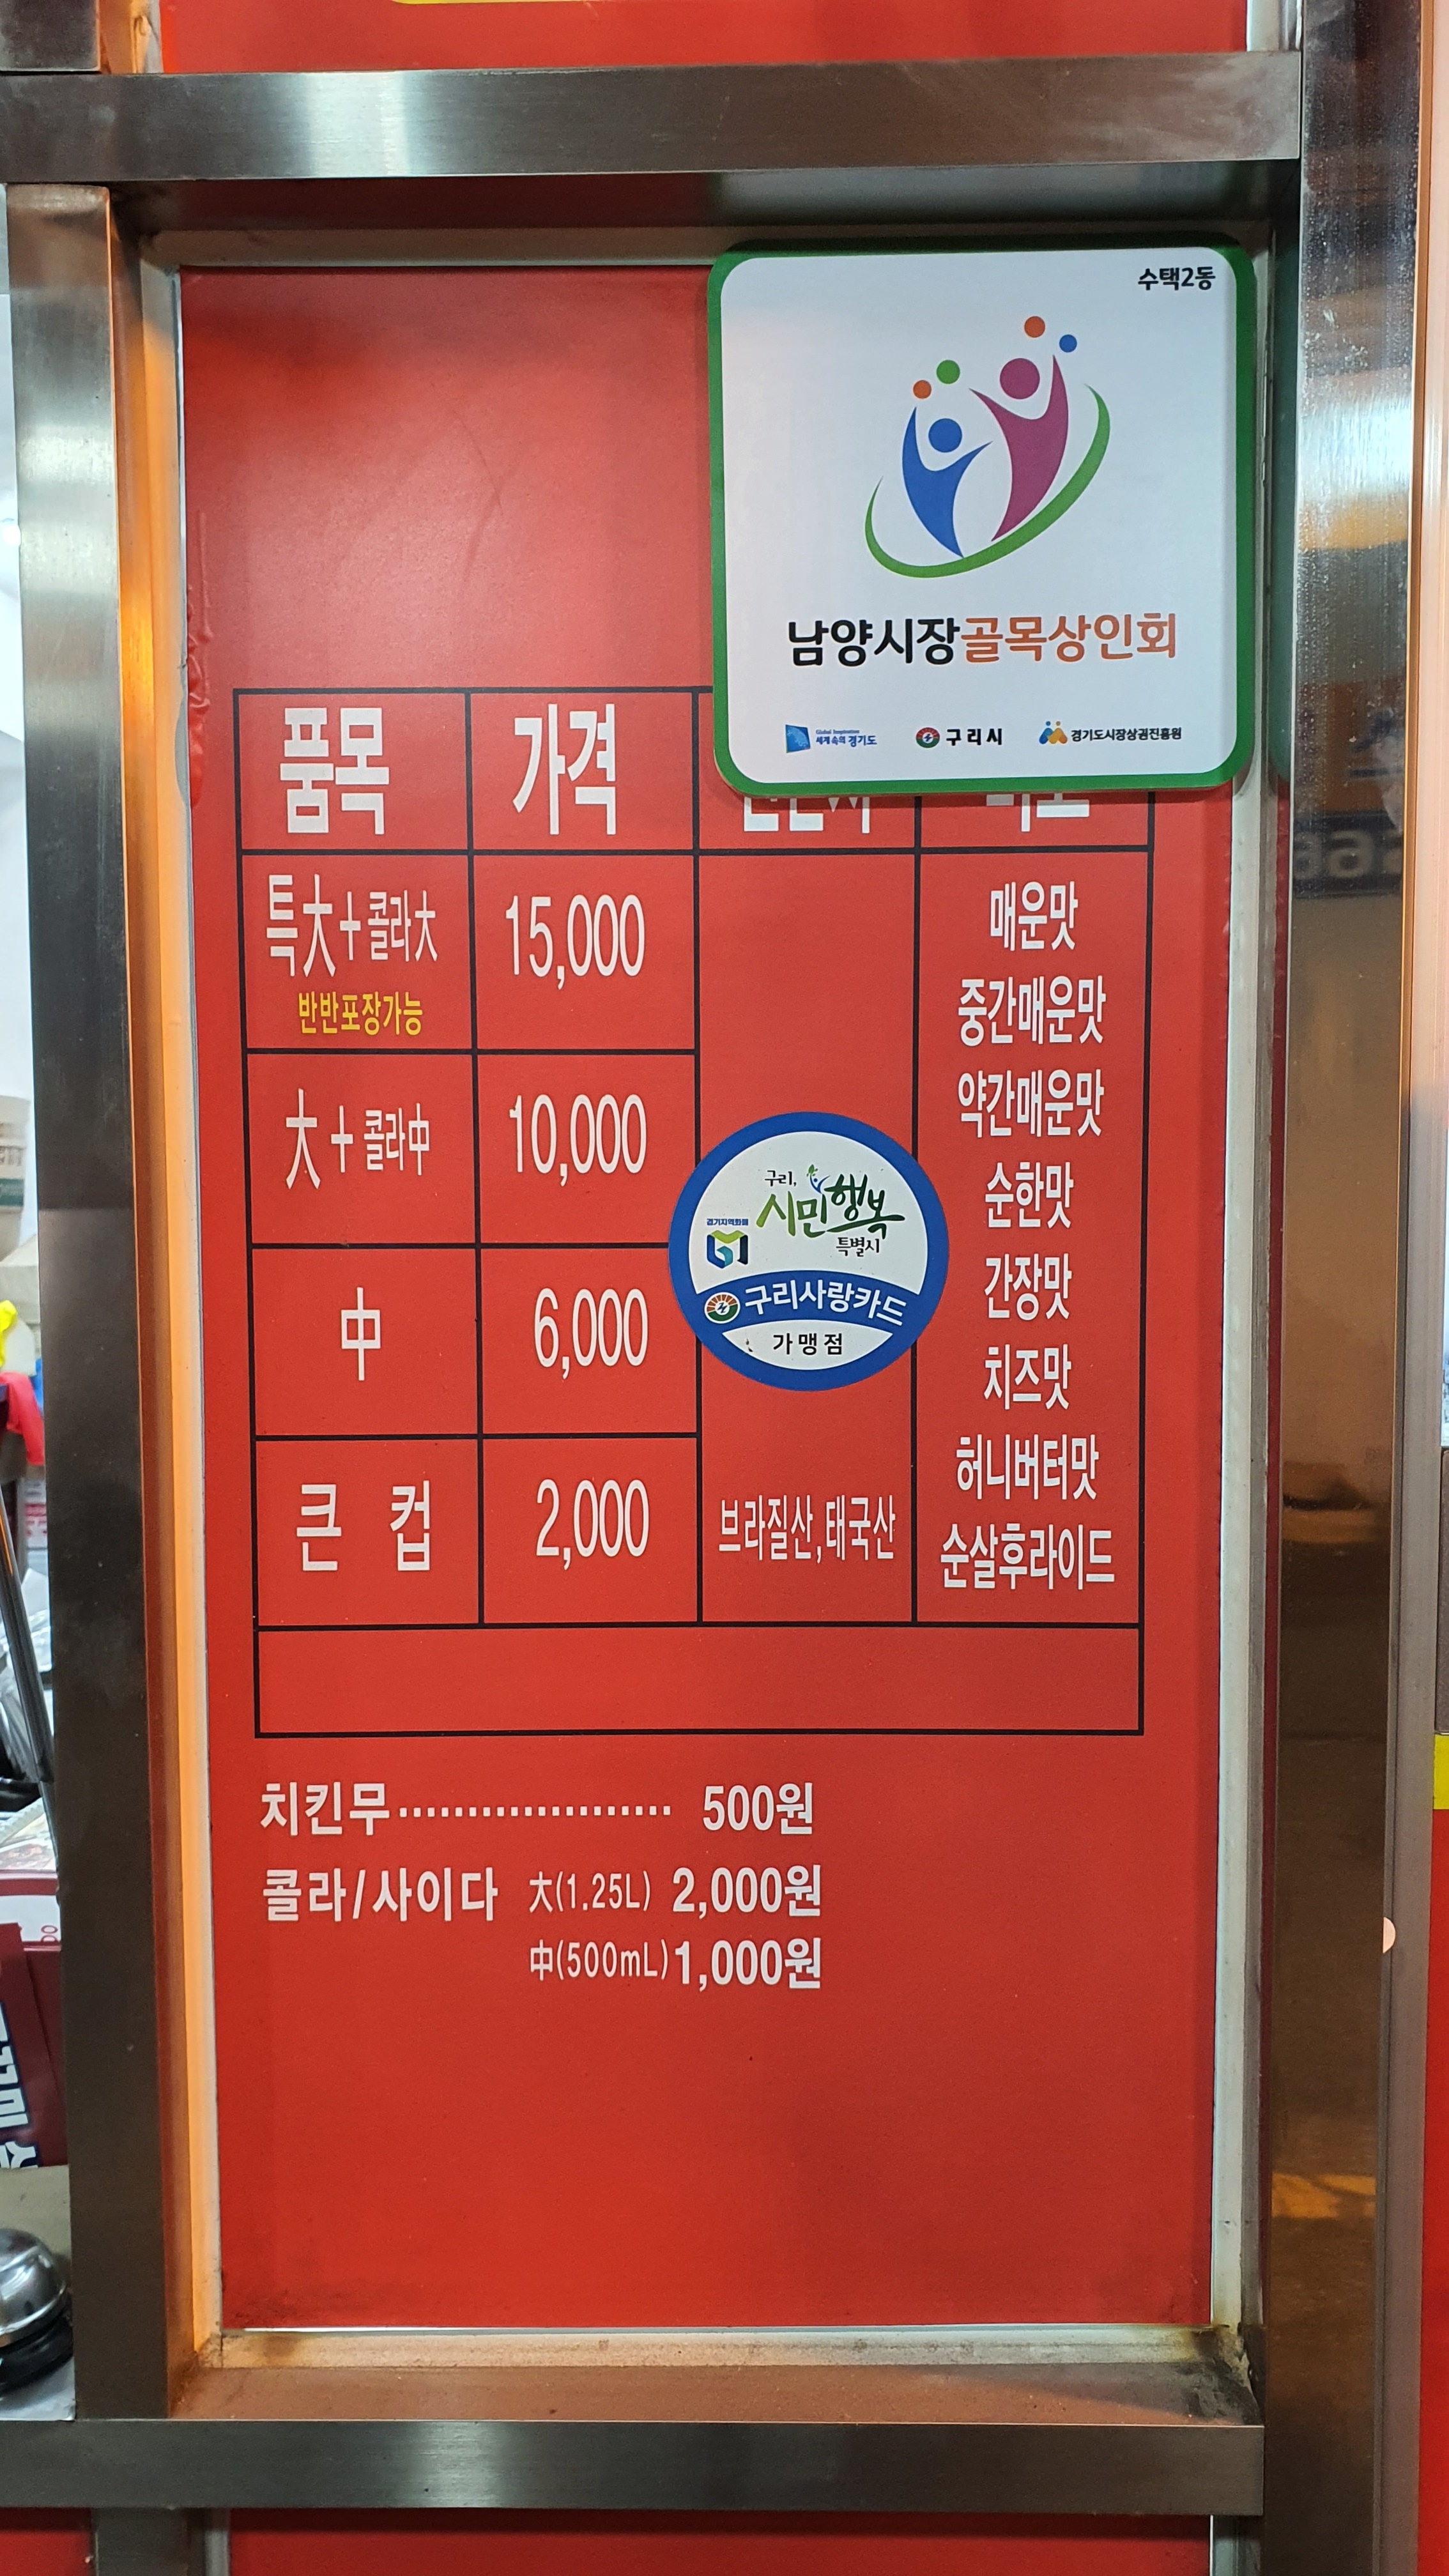 수택2동
남양시장골목상인회
Global Inspiration
세계속의 경기도
구리시
경기도시장상권진흥원
품목 가격
특大+콜라大 15,000
반반포장가능
大+콜라中 10,000
中 6,000
큰 컵 2,000
브라질산,태국산
매운맛
중간매운맛
약간매운맛
순한맛
간장맛
치즈맛
허니버터맛
순살후라이드
구리,
시민행복
특별시
경기지역화폐
구리사랑카드
가맹점
치킨무····················· 500원
콜라/사이다 大(1.25L) 2,000원
中(500mL) 1,000원